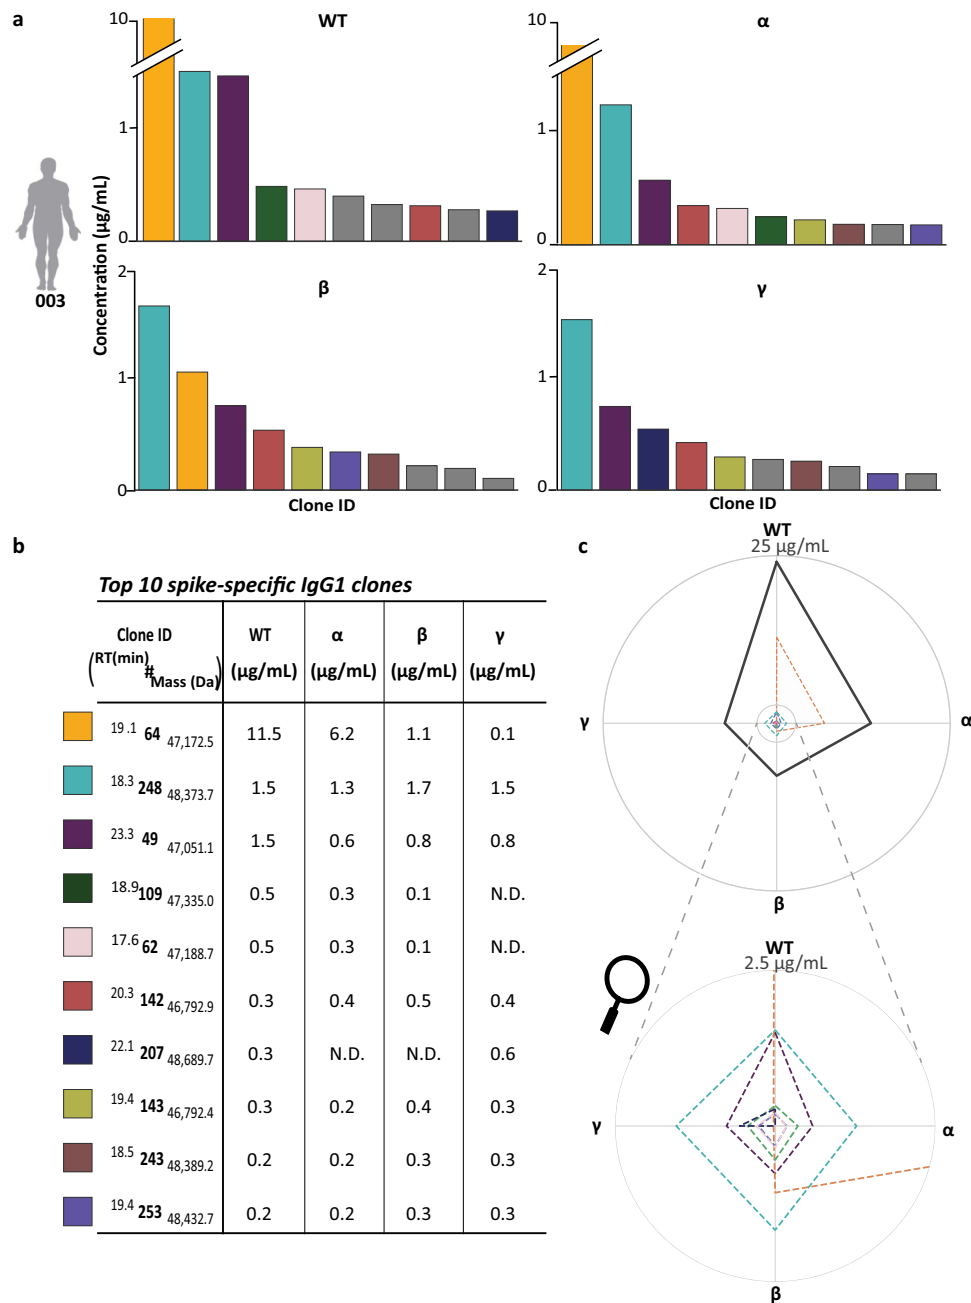 a
WT
α
10
1
0
10
1
0
Concentration (µg/mL)
003
β
γ
2
1
0
2
1
0
Clone ID
Clone ID
b
c
Top 10 spike-specific IgG1 clones
Clone ID
(RT(min) # Mass (Da))
WT
(µg/mL)
α
(µg/mL)
β
(µg/mL)
γ
(µg/mL)
19.1 64 47,172.5 11.5 6.2 1.1 0.1
18.3 248 48,373.7 1.5 1.3 1.7 1.5
23.3 49 47,051.1 1.5 0.6 0.8 0.8
18.9 109 47,335.0 0.5 0.3 0.1 N.D.
17.6 62 47,188.7 0.5 0.3 0.1 N.D.
20.3 142 46,792.9 0.3 0.4 0.5 0.4
22.1 207 48,689.7 0.3 N.D. N.D. 0.6
19.4 143 46,792.4 0.3 0.2 0.4 0.3
18.5 243 48,389.2 0.2 0.2 0.3 0.3
19.4 253 48,432.7 0.2 0.2 0.3 0.3
WT
25 µg/mL
γ
α
β
WT
2.5 µg/mL
γ
α
β